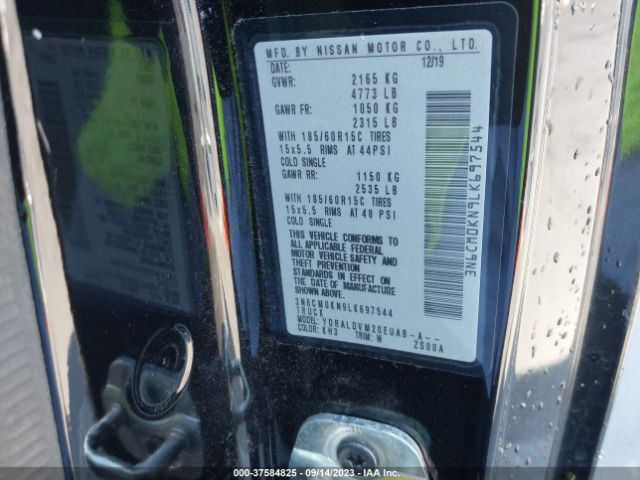 MFD. BY NISSAN MOTOR CO., LTD.
DATE: 12/19
GVWR: 2165 KG
4773 LB
GAWR FR: 1050 KG
2315 LB
WITH 185/60R15C TIRES
15x5.5 RIMS AT 44PSI
COLD SINGLE
GAWR RR: 1150 KG
2535 LB
WITH 185/60R15C TIRES
15x5.5 RIMS AT 48 PSI
COLD SINGLE
THIS VEHICLE CONFORMS TO
ALL APPLICABLE FEDERAL
MOTOR VEHICLE SAFETY AND
THEFT PREVENTION
STANDARDS IN EFFECT ON
THE DATE OF MANUFACTURE
SHOWN ABOVE.
3N6CM0KN9LK697544
TRUCK
MODEL: YDRALDVM20EUAB-A--
COLOR: KH3 TRIM: W ZS00A
3N6CM0KN9LK697544
000-37584825 09/14/2023 COPYRIGHT IAA